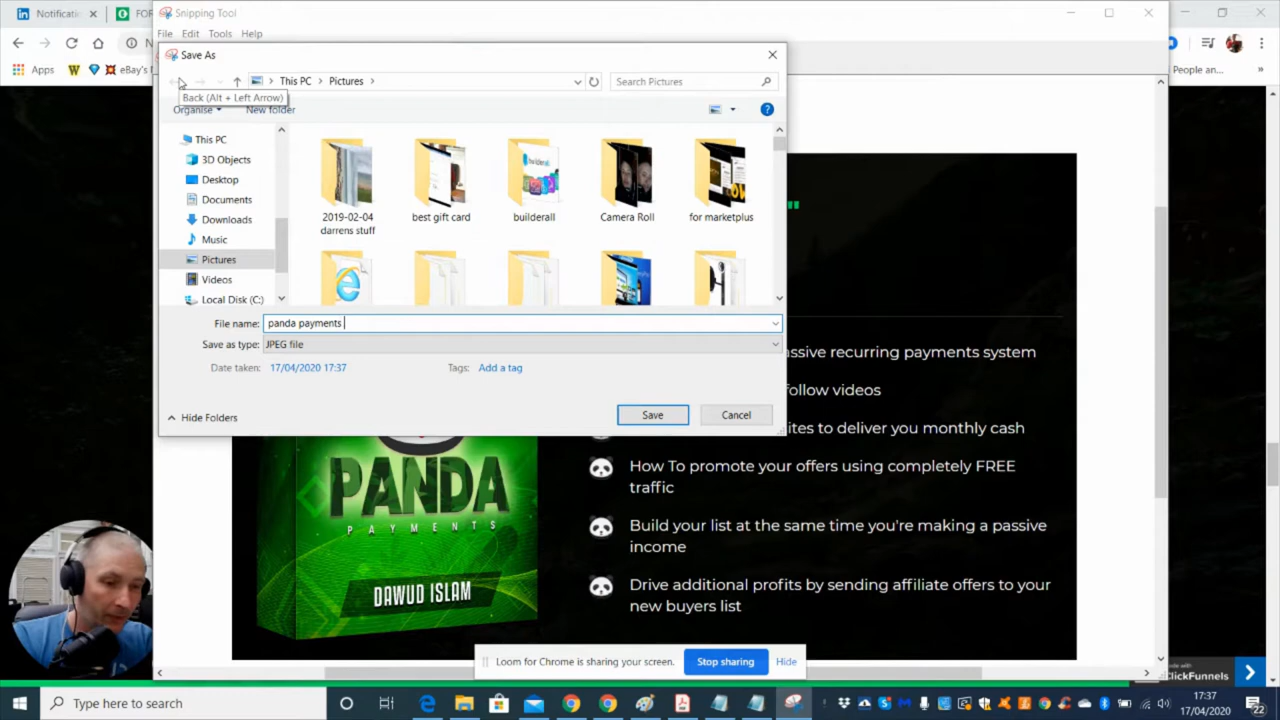 Notificati
FOR
Snipping Tool
File Edit Tools Help
Save As
This PC Pictures
Search Pictures
Apps
eBay's
People an...
Back (Alt + Left Arrow)
Organise New folder
This PC
3D Objects
Desktop
Documents
Downloads
Music
Pictures
Videos
Local Disk (C:)
2019-02-04
darrens stuff
best gift card
builderall
Camera Roll
for marketplus
File name: panda payments
Save as type: JPEG file
Date taken: 17/04/2020 17:37
Tags: Add a tag
Hide Folders
Save
Cancel
"
ssive recurring payments system
follow videos
ites to deliver you monthly cash
How To promote your offers using completely FREE
traffic
Build your list at the same time you're making a passive
income
Drive additional profits by sending affiliate offers to your
new buyers list
PANDA
PAYMENTS
DAWUD ISLAM
Loom for Chrome is sharing your screen.
Stop sharing
Hide
ClickFunnels
Type here to search
17:37
17/04/2020
22